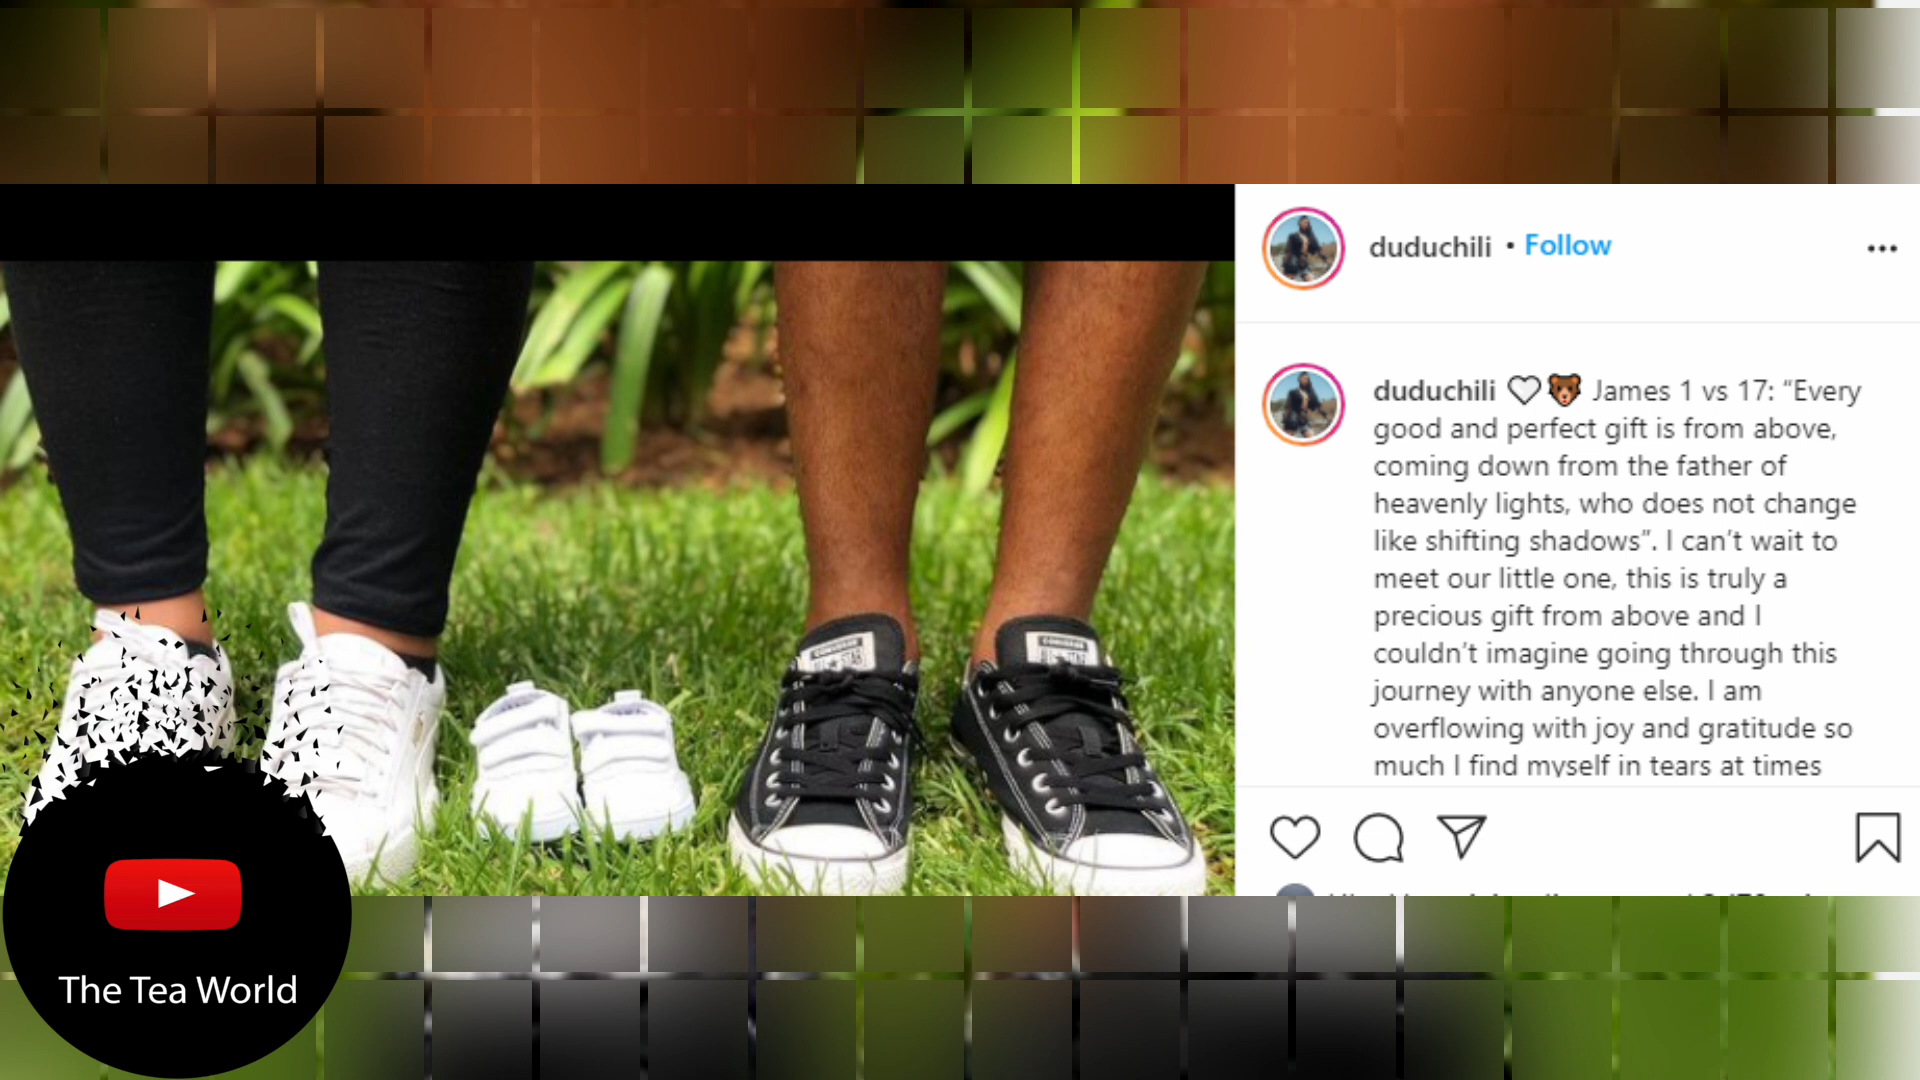 duduchili • Follow
duduchili 🤍🐻 James 1 vs 17: “Every
good and perfect gift is from above,
coming down from the father of
heavenly lights, who does not change
like shifting shadows”. I can’t wait to
meet our little one, this is truly a
precious gift from above and I
couldn’t imagine going through this
journey with anyone else. I am
overflowing with joy and gratitude so
much I find myself in tears at times
CONVERSE
CONVERSE
The Tea World